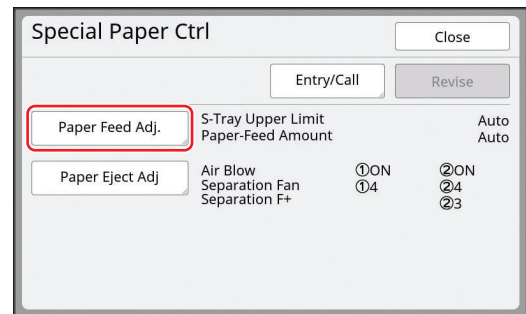 Special Paper Ctrl
Close
Entry/Call
Revise
Paper Feed Adj.
S-Tray Upper Limit Auto
Paper-Feed Amount Auto
Paper Eject Adj
Air Blow ①ON ②ON
Separation Fan ①4 ②4
Separation F+ ②3